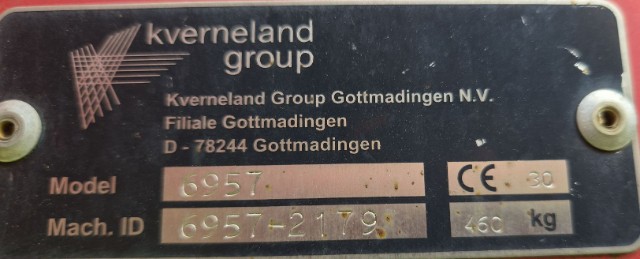 kverneland
group
Kverneland Group Gottmadingen N.V.
Filiale Gottmadingen
D - 78244 Gottmadingen
Model 6957 CE
Mach. ID 6957-2179 460 kg